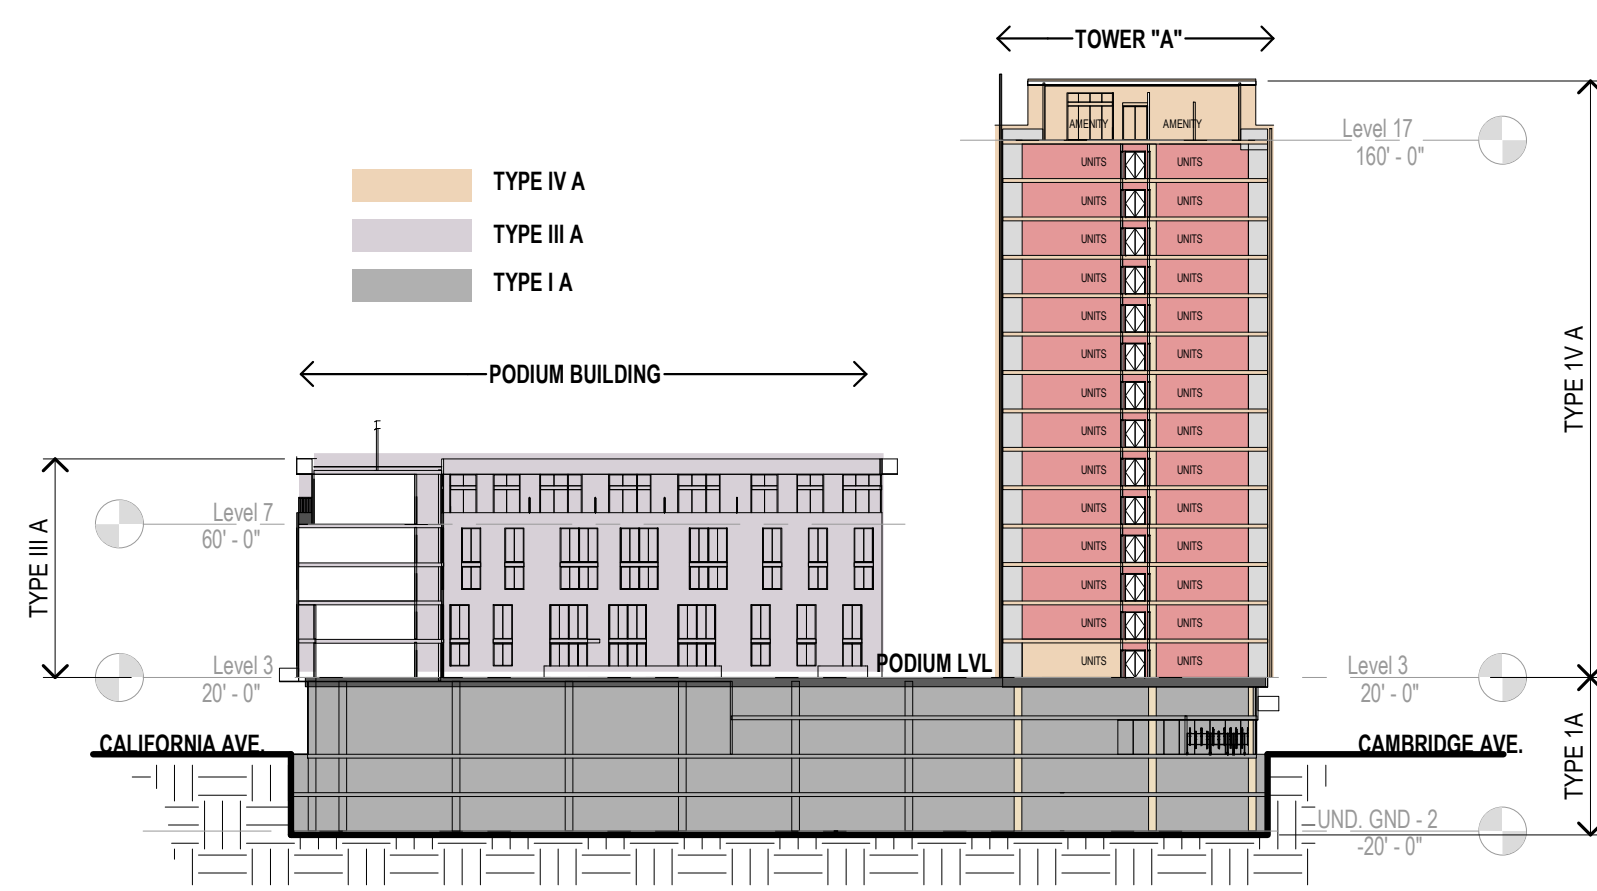 TOWER "A"
AMENITY AMENITY
Level 17
160' - 0"
TYPE IV A
TYPE III A
TYPE I A
UNITS UNITS
UNITS UNITS
UNITS UNITS
UNITS UNITS
UNITS UNITS
UNITS UNITS
UNITS UNITS
UNITS UNITS
UNITS UNITS
UNITS UNITS
UNITS UNITS
UNITS UNITS
UNITS UNITS
UNITS UNITS
TYPE 1V A
PODIUM BUILDING
TYPE III A
Level 7
60' - 0"
Level 3
20' - 0"
PODIUM LVL
Level 3
20' - 0"
CALIFORNIA AVE.
CAMBRIDGE AVE.
TYPE 1A
UND. GND - 2
-20' - 0"